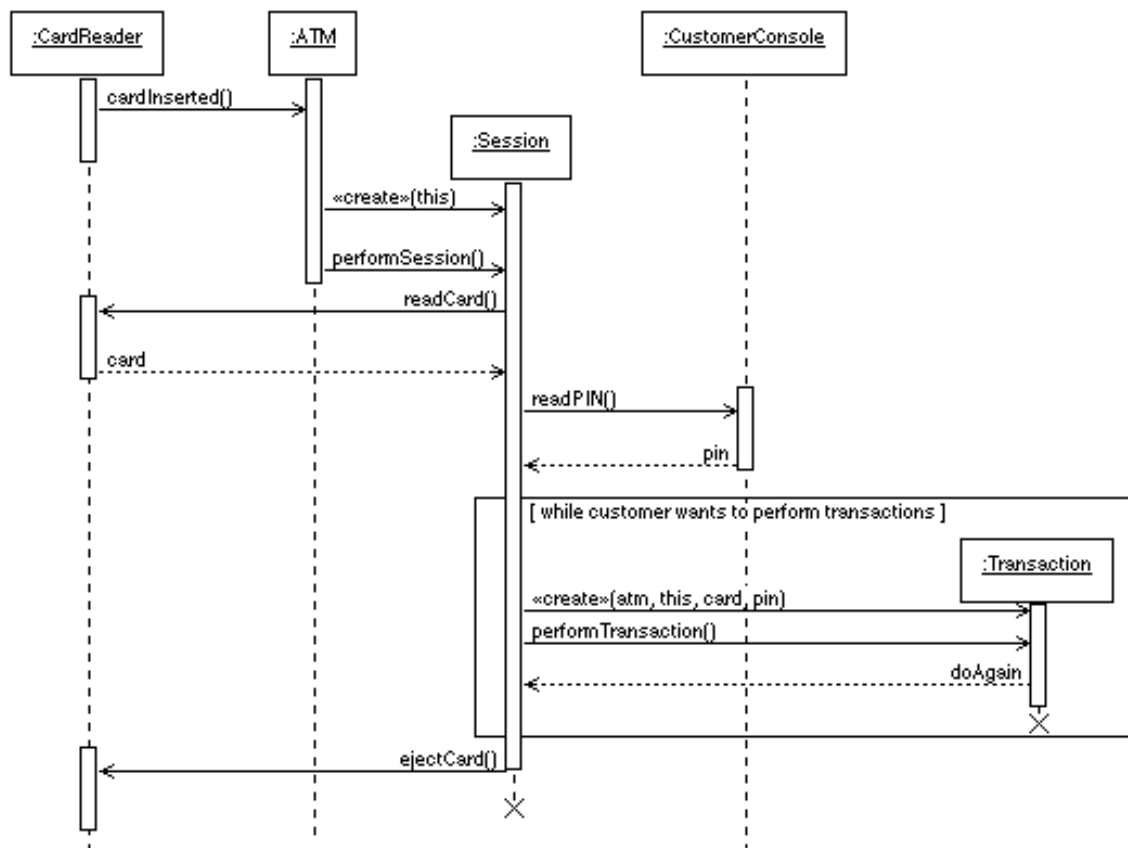 :CardReader
:ATM
:CustomerConsole
cardInserted()
:Session
«create»(this)
performSession()
readCard()
card
readPIN()
pin
[ while customer wants to perform transactions ]
:Transaction
«create»(atm, this, card, pin)
performTransaction()
doAgain
ejectCard()